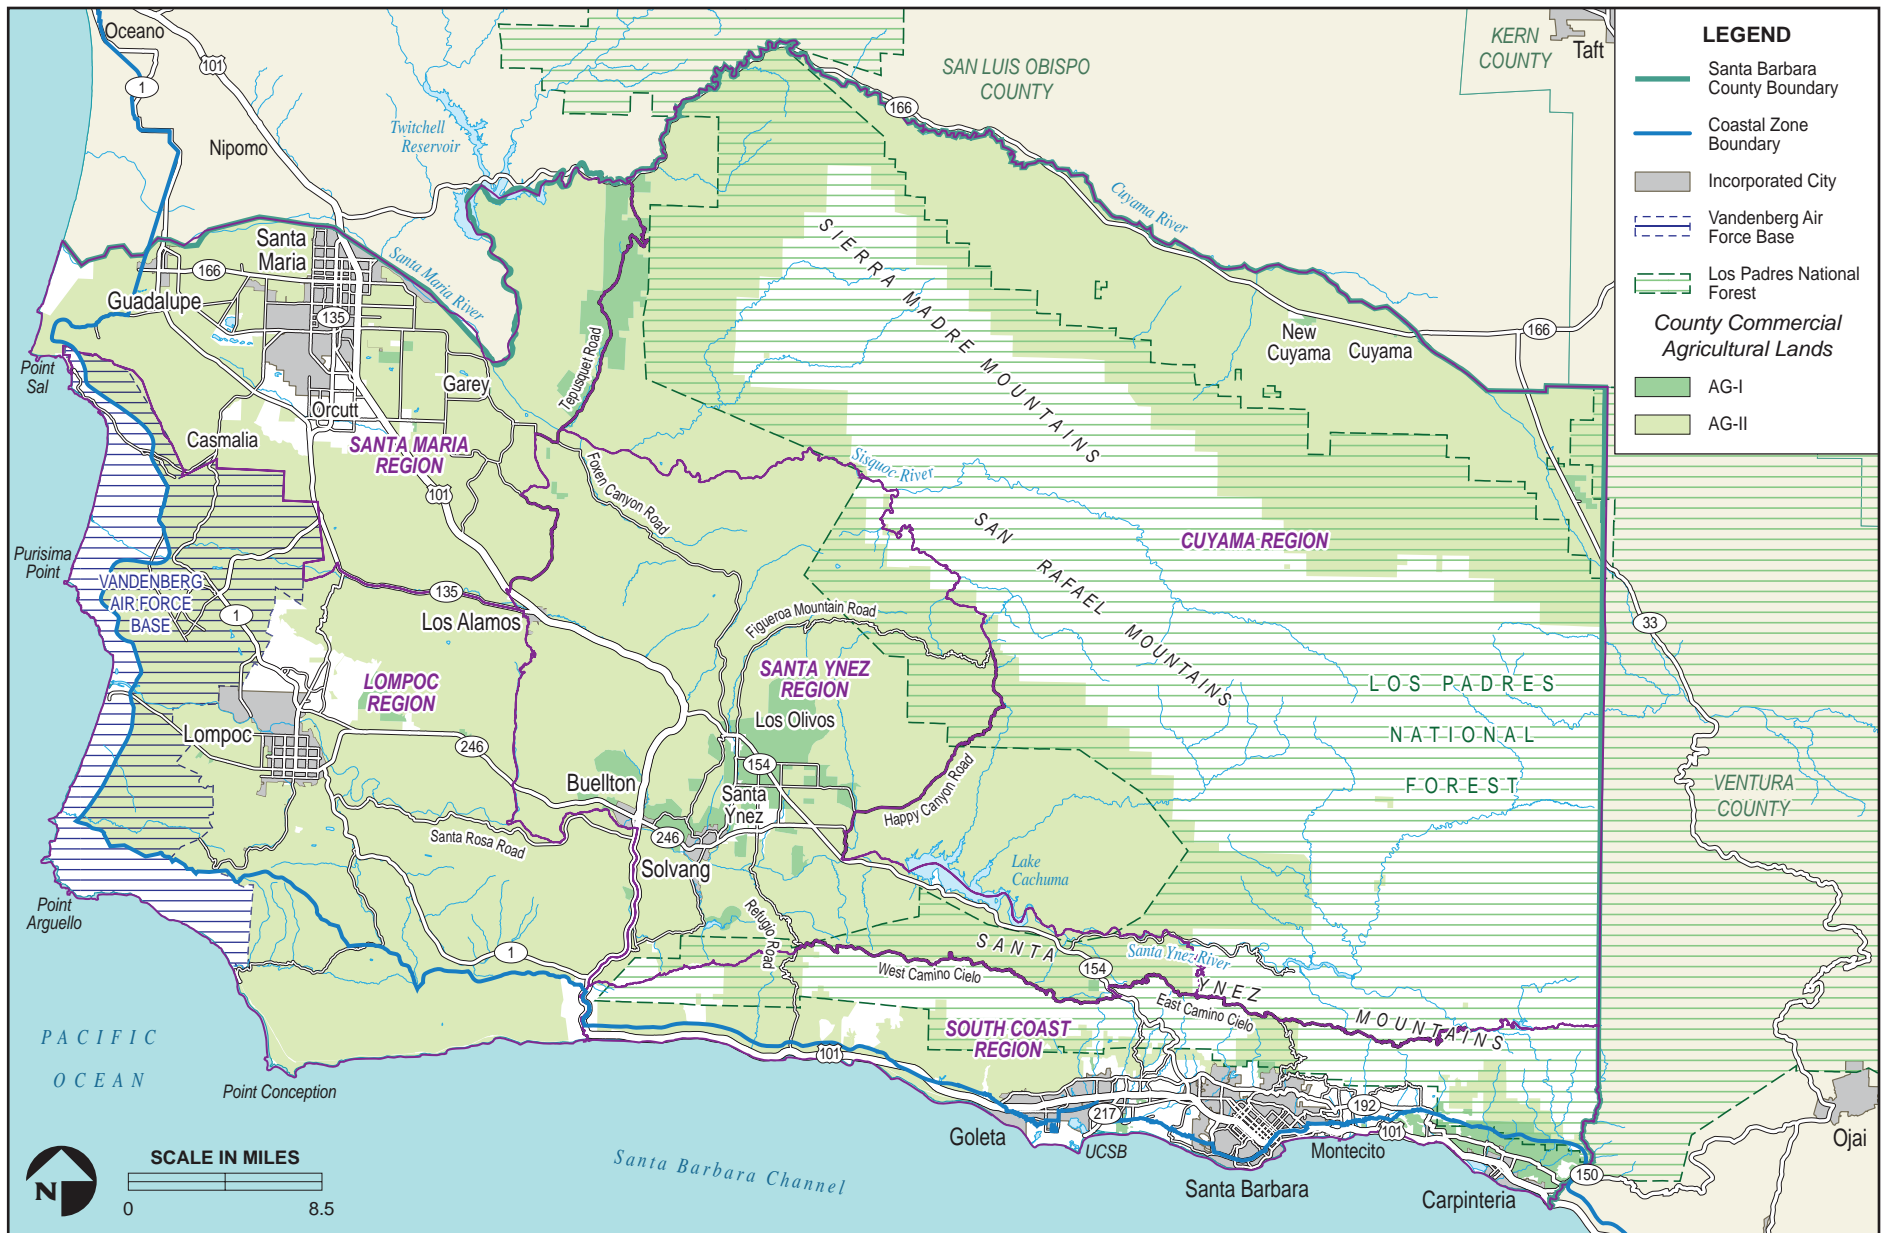 Oceano
101
1
Nipomo
Twitchell
Reservoir
SAN LUIS OBISPO
COUNTY
166
KERN
COUNTY
Taft
LEGEND
Santa Barbara
County Boundary
Coastal Zone
Boundary
Incorporated City
Vandenberg Air
Force Base
Los Padres National
Forest
County Commercial
Agricultural Lands
AG-I
AG-II
Cuyama River
Santa
Maria
166
Guadalupe
135
Santa Maria River
Point
Sal
Garey
Orcutt
Casmalia
SANTA MARIA
REGION
101
Tepusquet Road
Foxen Canyon Road
SIERRA MADRE MOUNTAINS
New
Cuyama
Cuyama
166
Sisquoc River
SAN RAFAEL MOUNTAINS
CUYAMA REGION
Purisima
Point
VANDENBERG
AIR FORCE
BASE
1
135
Los Alamos
Figueroa Mountain Road
SANTA YNEZ
REGION
Los Olivos
33
LOMPOC
REGION
LOS PADRES
NATIONAL
FOREST
Lompoc
246
Buellton
154
Santa
Ynez
Happy Canyon Road
VENTURA
COUNTY
Santa Rosa Road
246
Solvang
Lake
Cachuma
Point
Arguello
Refugio Road
1
SANTA
YNEZ
MOUNTAINS
Santa Ynez River
154
West Camino Cielo
East Camino Cielo
SOUTH COAST
REGION
101
PACIFIC
OCEAN
Point Conception
217
192
101
Goleta
UCSB
Montecito
Santa Barbara
Carpinteria
150
Ojai
Santa Barbara Channel
N
SCALE IN MILES
0
8.5